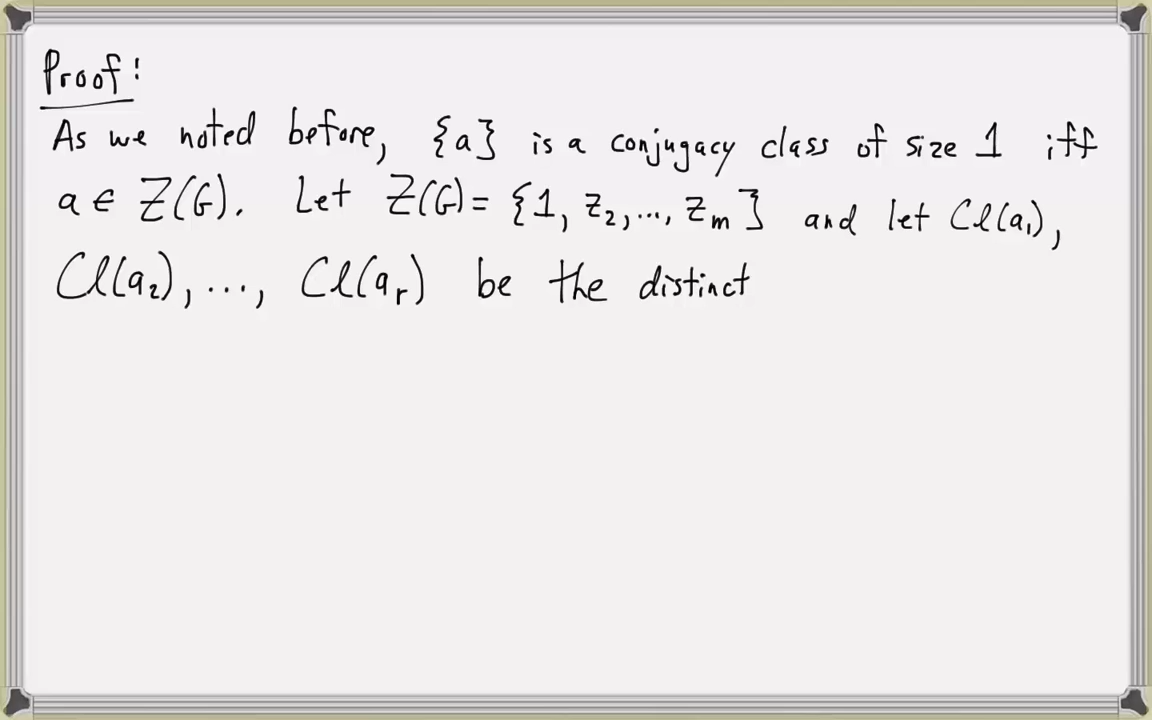 Proof:
As we noted before, {a} is a conjugacy class of size 1 iff
a ∈ Z(G). Let Z(G) = {1, z₂, ..., zₘ} and let Cl(a₁),
Cl(a₂), ..., Cl(aᵣ) be the distinct